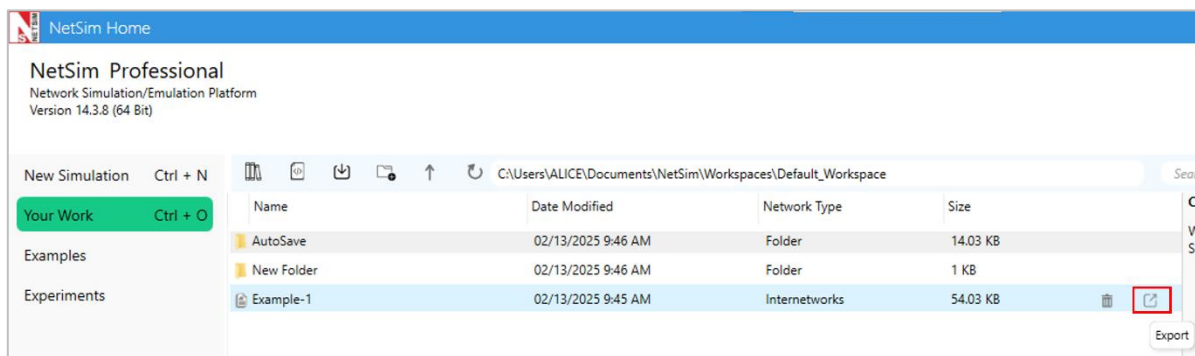 NETSIM
NetSim Home
NetSim Professional
Network Simulation/Emulation Platform
Version 14.3.8 (64 Bit)
New Simulation Ctrl + N
C:\Users\ALICE\Documents\NetSim\Workspaces\Default_Workspace
Your Work Ctrl + O
Name Date Modified Network Type Size
AutoSave 02/13/2025 9:46 AM Folder 14.03 KB
Examples
New Folder 02/13/2025 9:46 AM Folder 1 KB
Experiments
Example-1 02/13/2025 9:45 AM Internetworks 54.03 KB
Export